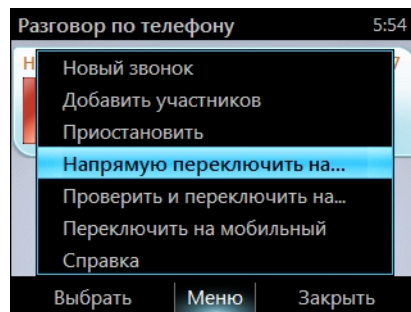 Разговор по телефону 5:54
Новый звонок
Добавить участников
Приостановить
Напрямую переключить на...
Проверить и переключить на...
Переключить на мобильный
Справка
Выбрать Меню Закрыть